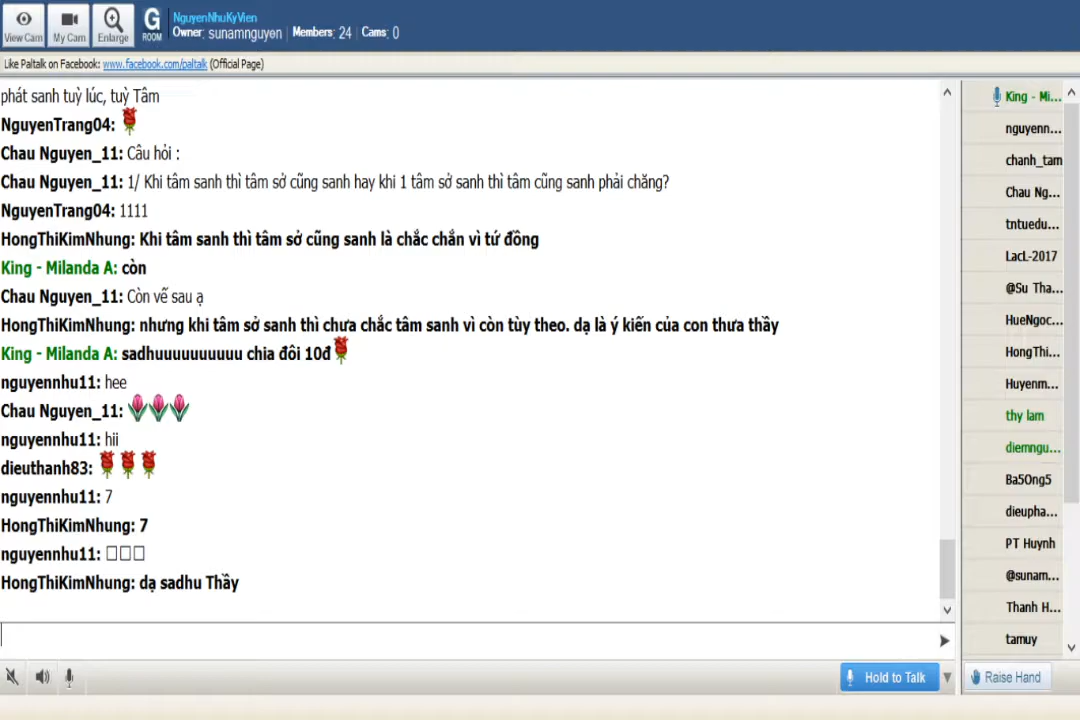 View Cam
My Cam
Enlarge
G
ROOM
NguyenNhuKyVien
Owner: sunamnguyen | Members: 24 | Cams: 0
Like Paltalk on Facebook: www.facebook.com/paltalk (Official Page)
phát sanh tuỳ lúc, tuỳ Tâm
NguyenTrang04:
Chau Nguyen_11: Câu hỏi :
Chau Nguyen_11: 1/ Khi tâm sanh thì tâm sở cũng sanh hay khi 1 tâm sở sanh thì tâm cũng sanh phải chăng?
NguyenTrang04: 1111
HongThiKimNhung: Khi tâm sanh thì tâm sở cũng sanh là chắc chắn vì tứ đồng
King - Milanda A: còn
Chau Nguyen_11: Còn vế sau ạ
HongThiKimNhung: nhưng khi tâm sở sanh thì chưa chắc tâm sanh vì còn tùy theo. dạ là ý kiến của con thưa thầy
King - Milanda A: sadhuuuuuuuuuu chia đôi 10đ
nguyennhu11: hee
Chau Nguyen_11:
nguyennhu11: hii
dieuthanh83:
nguyennhu11: 7
HongThiKimNhung: 7
nguyennhu11: □□□
HongThiKimNhung: dạ sadhu Thầy
King - Mi...
nguyenn...
chanh_tam
Chau Ng...
tntuedu...
LacL-2017
@Su Tha...
HueNgoc...
HongThi...
Huyenm...
thy lam
diemngu...
Ba5Ong5
dieupha...
PT Huynh
@sunam...
Thanh H...
tamuy
Hold to Talk
Raise Hand